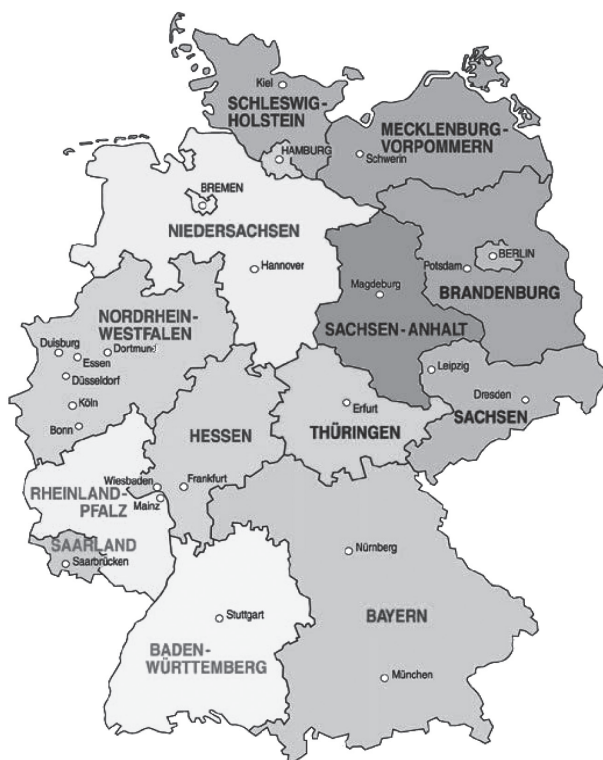 Kiel
SCHLESWIG-
HOLSTEIN
MECKLENBURG-
VORPOMMERN
HAMBURG
Schwerin
BREMEN
NIEDERSACHSEN
Hannover
BERLIN
Potsdam
BRANDENBURG
Magdeburg
SACHSEN-ANHALT
NORDRHEIN-
WESTFALEN
Duisburg
Essen
Dortmund
Düsseldorf
Köln
Bonn
Leipzig
Dresden
SACHSEN
Erfurt
THÜRINGEN
HESSEN
Wiesbaden
Frankfurt
Mainz
RHEINLAND-
PFALZ
SAARLAND
Saarbrücken
Nürnberg
BAYERN
München
Stuttgart
BADEN-
WÜRTTEMBERG